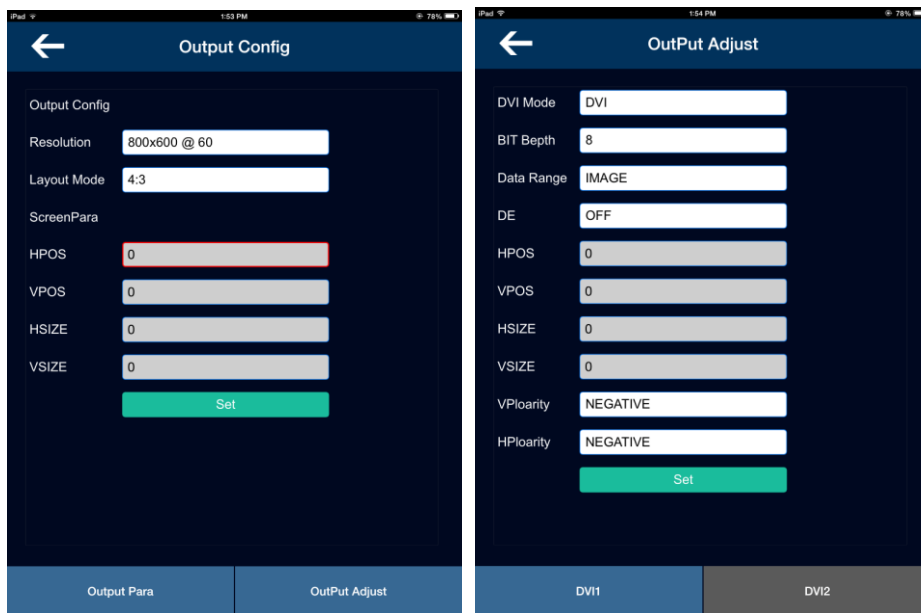 iPad 1:53 PM 78%
Output Config
Output Config
Resolution 800x600 @ 60
Layout Mode 4:3
ScreenPara
HPOS 0
VPOS 0
HSIZE 0
VSIZE 0
Set
Output Para OutPut Adjust
iPad 1:54 PM 78%
OutPut Adjust
DVI Mode DVI
BIT Bepth 8
Data Range IMAGE
DE OFF
HPOS 0
VPOS 0
HSIZE 0
VSIZE 0
VPloarity NEGATIVE
HPloarity NEGATIVE
Set
DVI1 DVI2